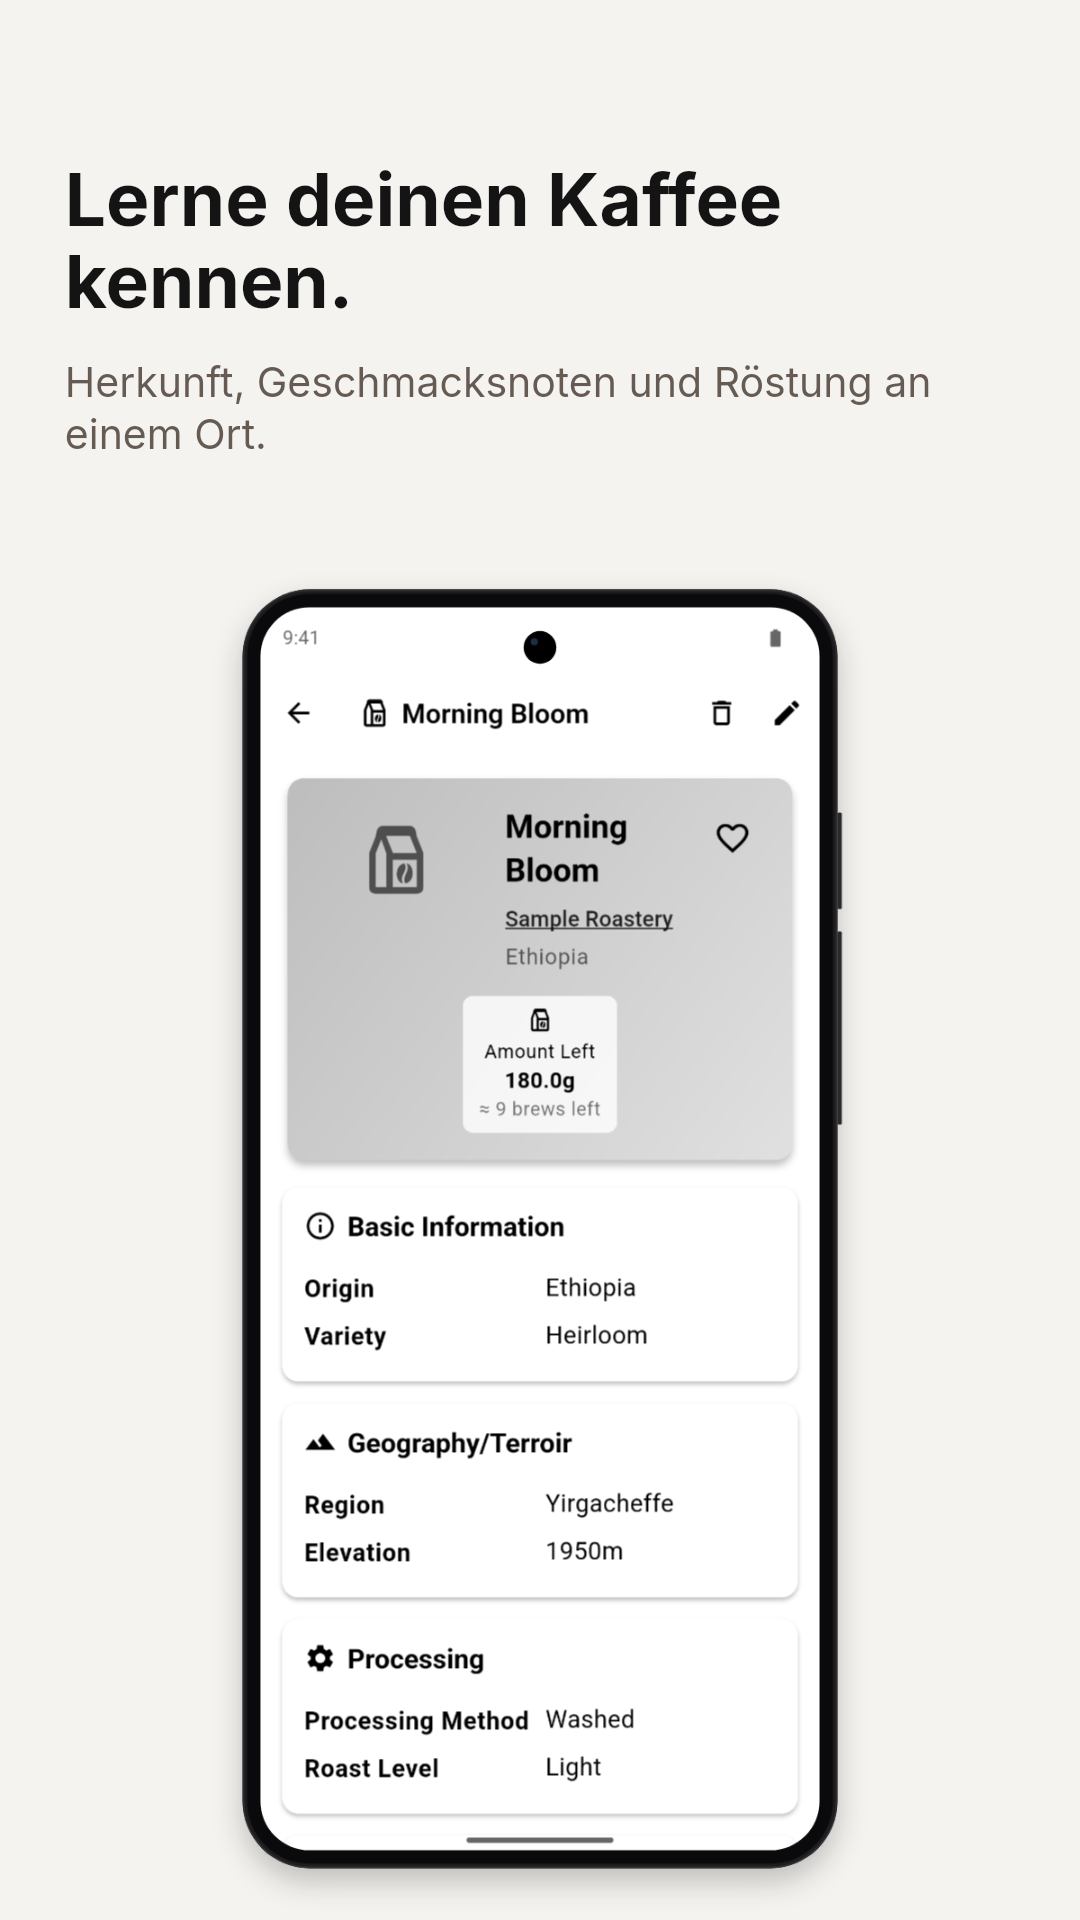 Lerne deinen Kaffee
kennen.
Herkunft, Geschmacksnoten und Röstung an
einem Ort.
9:41
Morning Bloom
Morning
Bloom
Sample Roastery
Ethiopia
Amount Left
180.0g
≈ 9 brews left
Basic Information
Origin Ethiopia
Variety Heirloom
Geography/Terroir
Region Yirgacheffe
Elevation 1950m
Processing
Processing Method Washed
Roast Level Light